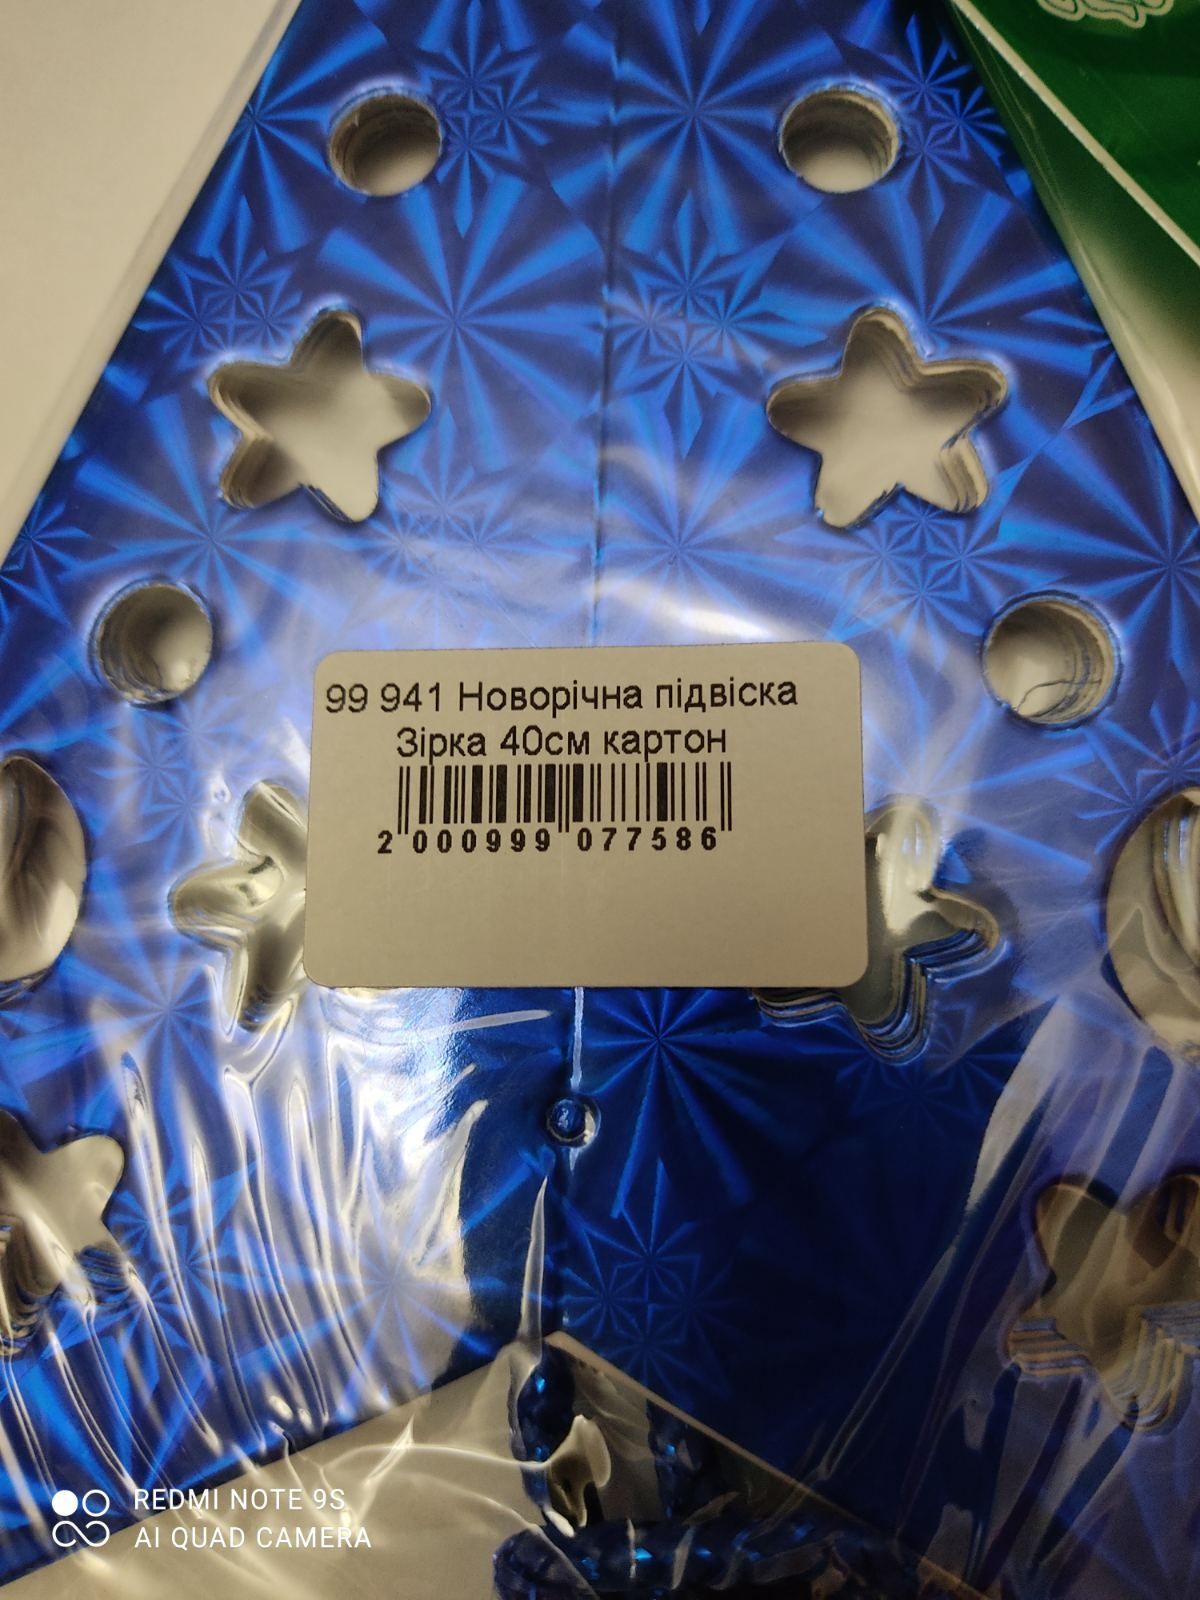 99 941 Новорічна підвіска
Зірка 40см картон
2 000999 077586
REDMI NOTE 9S
AI QUAD CAMERA